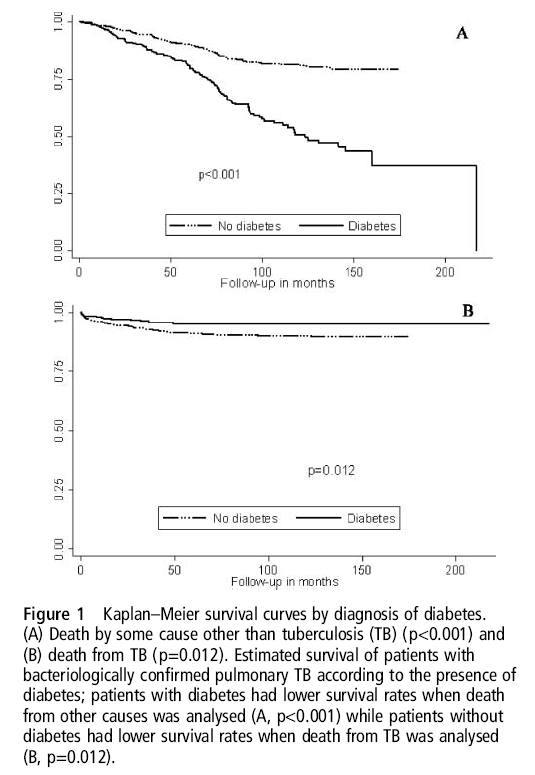 A
1.00
0.75
0.50
0.25
0.00
p<0.001
No diabetes Diabetes
0 50 100 150 200
Follow-up in months
B
1.00
0.75
0.50
0.25
0.00
p=0.012
No diabetes Diabetes
0 50 100 150 200
Follow-up in months
Figure 1 Kaplan–Meier survival curves by diagnosis of diabetes.
(A) Death by some cause other than tuberculosis (TB) (p<0.001) and
(B) death from TB (p=0.012). Estimated survival of patients with
bacteriologically confirmed pulmonary TB according to the presence of
diabetes; patients with diabetes had lower survival rates when death
from other causes was analysed (A, p<0.001) while patients without
diabetes had lower survival rates when death from TB was analysed
(B, p=0.012).